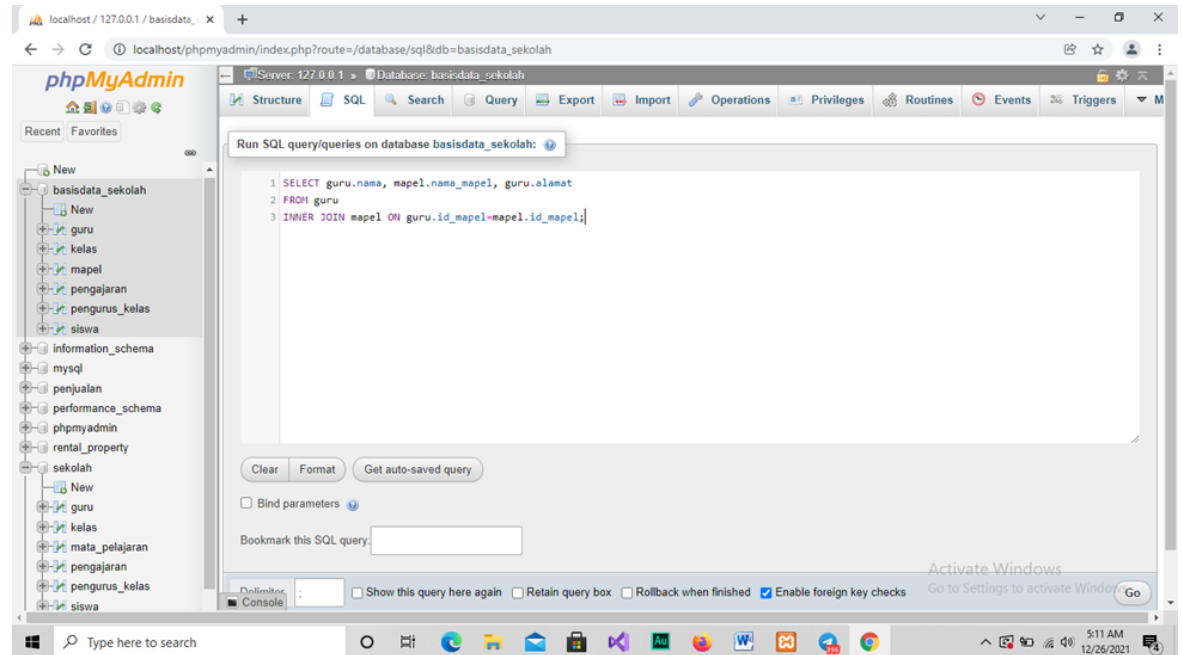 localhost / 127.0.0.1 / basisdata_
localhost/phpmyadmin/index.php?route=/database/sql&db=basisdata_sekolah
phpMyAdmin
Recent Favorites
New
basisdata_sekolah
New
guru
kelas
mapel
pengajaran
pengurus_kelas
siswa
information_schema
mysql
penjualan
performance_schema
phpmyadmin
rental_property
sekolah
New
guru
kelas
mata_pelajaran
pengajaran
pengurus_kelas
siswa
Server: 127.0.0.1 » Database: basisdata_sekolah
Structure SQL Search Query Export Import Operations Privileges Routines Events Triggers M
Run SQL query/queries on database basisdata_sekolah:
1 SELECT guru.nama, mapel.nama_mapel, guru.alamat
2 FROM guru
3 INNER JOIN mapel ON guru.id_mapel=mapel.id_mapel;
Clear Format Get auto-saved query
Bind parameters
Bookmark this SQL query:
Activate Windows
Go to Settings to activate Windows
Delimiter ; Show this query here again Retain query box Rollback when finished Enable foreign key checks Go
Console
Type here to search
Au
W
5:11 AM
12/26/2021